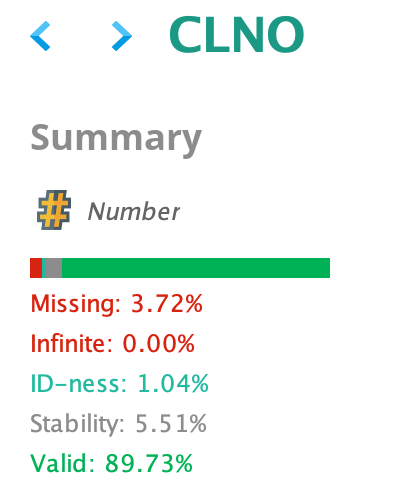 CLNO
Summary
# Number
Missing: 3.72%
Infinite: 0.00%
ID-ness: 1.04%
Stability: 5.51%
Valid: 89.73%